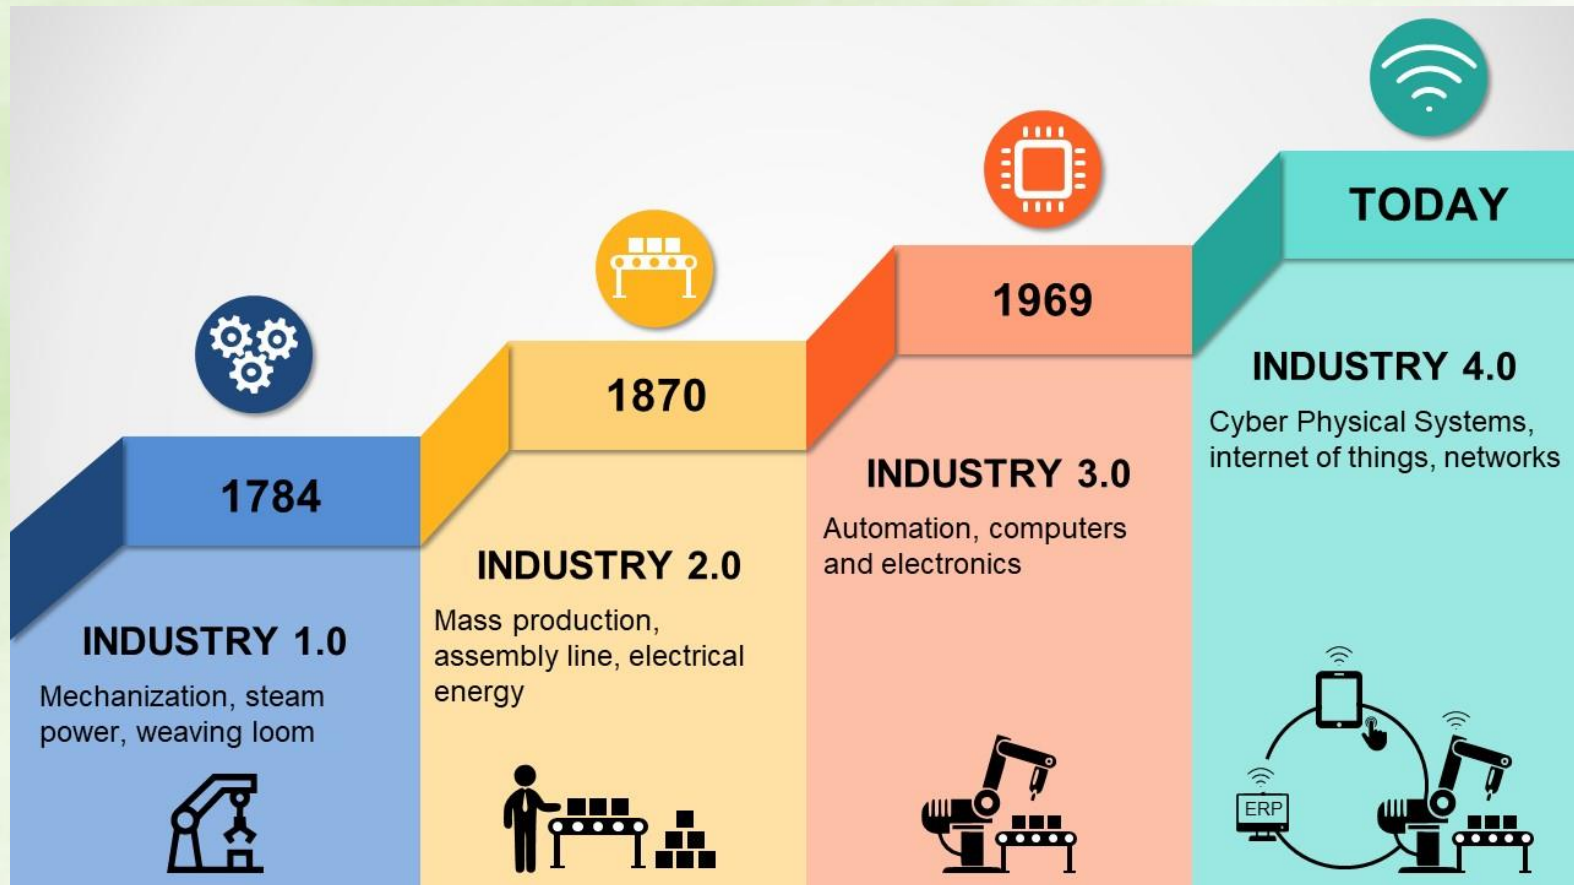 1784
INDUSTRY 1.0
Mechanization, steam
power, weaving loom
1870
INDUSTRY 2.0
Mass production,
assembly line, electrical
energy
1969
INDUSTRY 3.0
Automation, computers
and electronics
TODAY
INDUSTRY 4.0
Cyber Physical Systems,
internet of things, networks
ERP